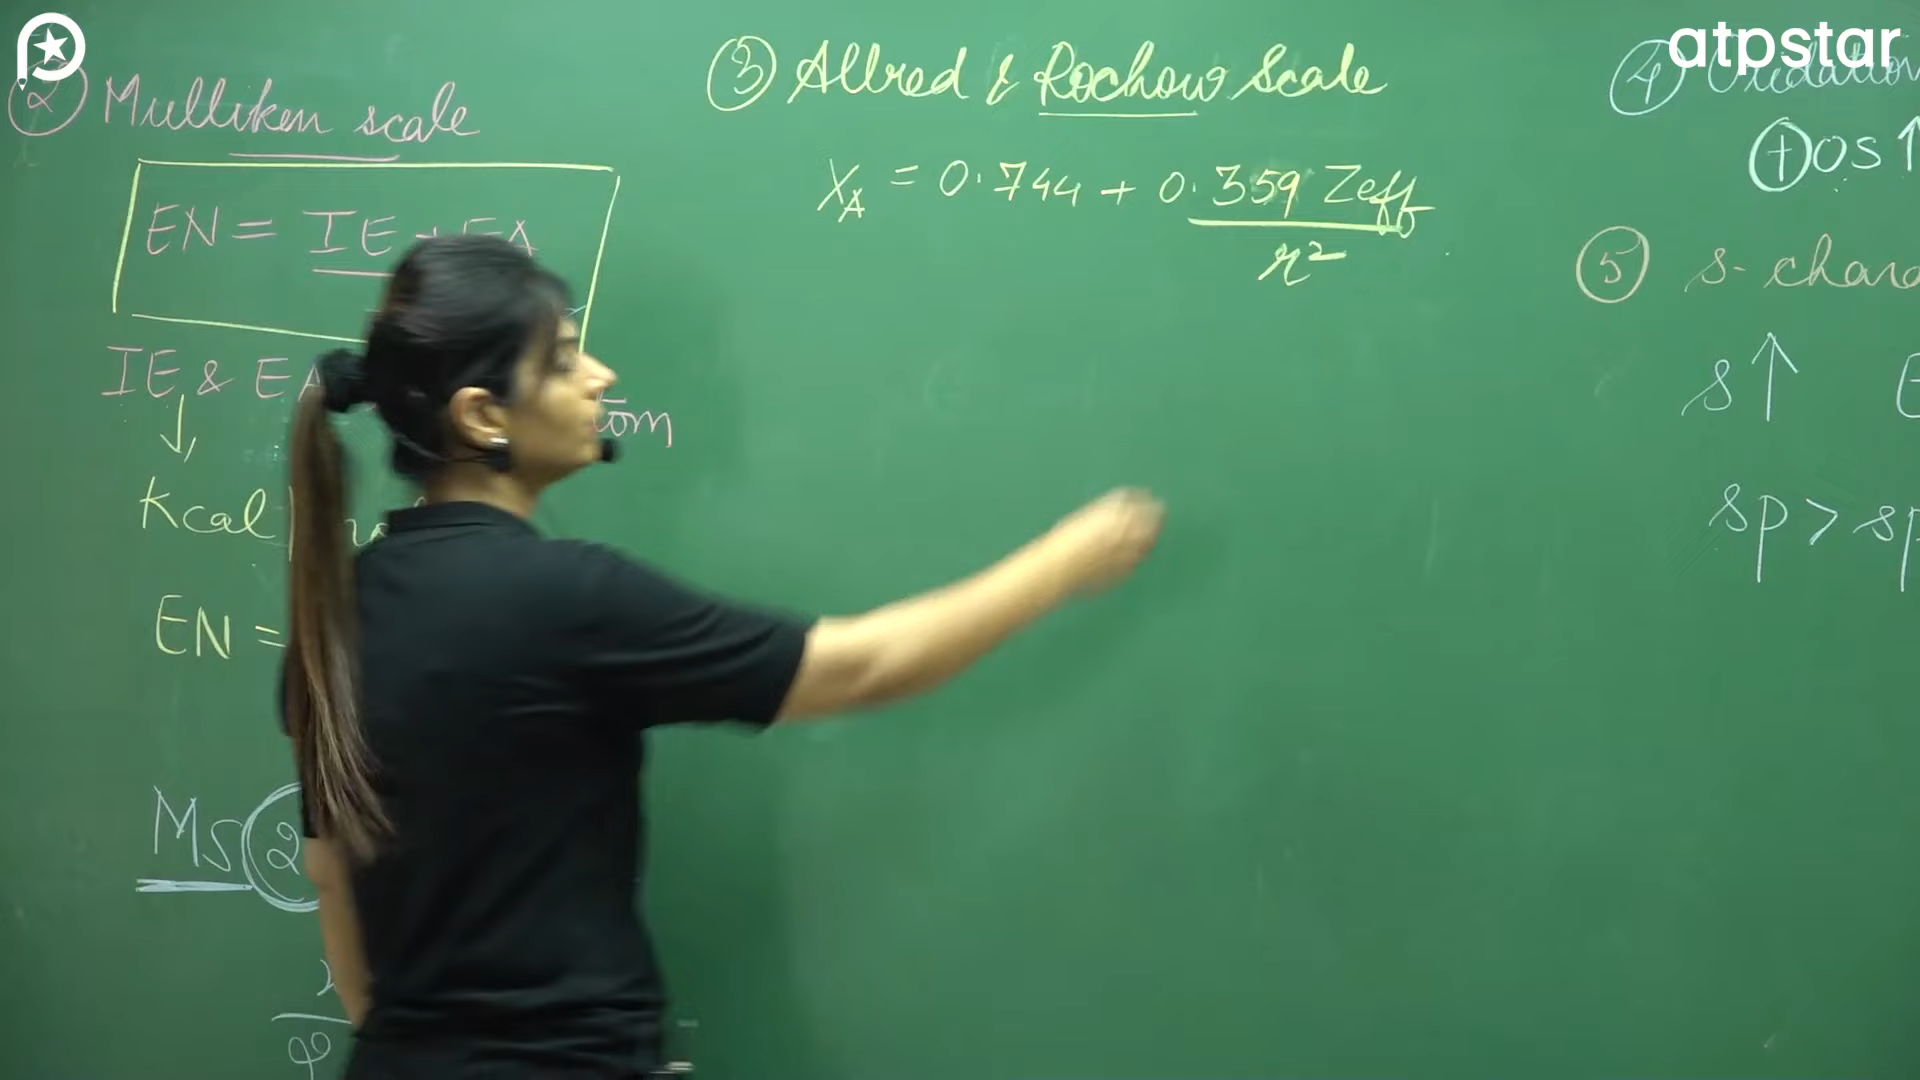 atpstar
② Mulliken scale
EN = IE + EA
IE & EA
tom
Kcal
EN =
MS ②
③ Allred & Rochow Scale
X_A = 0.744 + 0.359 Zeff
r²
④ Oxidation
⊕ OS ↑
⑤ s-chara
s ↑ E
sp > sp